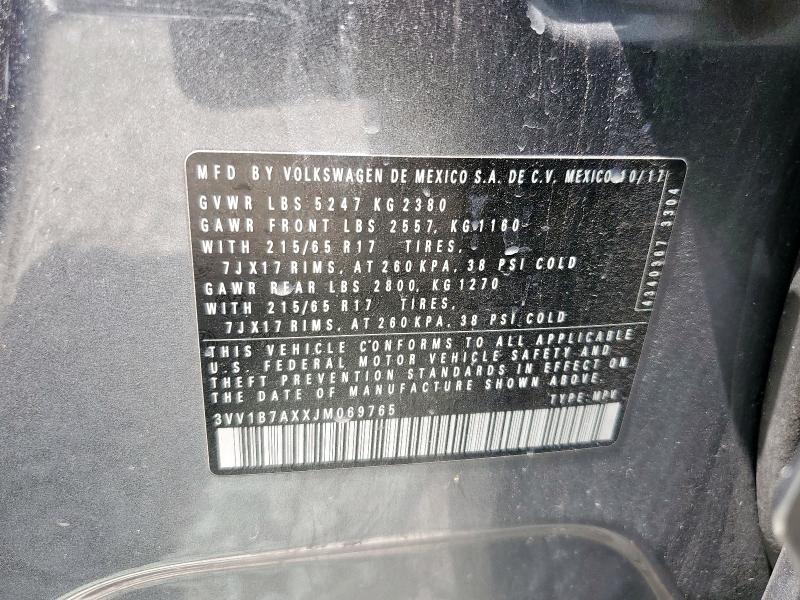 MFD BY VOLKSWAGEN DE MEXICO S.A. DE C.V. MEXICO 10/17
GVWR LBS 5247 KG 2380
GAWR FRONT LBS 2557, KG 1160
WITH 215/65 R17 TIRES,
7JX17 RIMS, AT 260 KPA, 38 PSI COLD
GAWR REAR LBS 2800, KG 1270
WITH 215/65 R17 TIRES,
7JX17 RIMS, AT 260 KPA, 38 PSI COLD
4340307 3304
THIS VEHICLE CONFORMS TO ALL APPLICABLE
U.S. FEDERAL MOTOR VEHICLE SAFETY AND
THEFT PREVENTION STANDARDS IN EFFECT ON
THE DATE OF MANUFACTURE SHOWN ABOVE.
3VV1B7AXXJM069765 TYPE-MPV